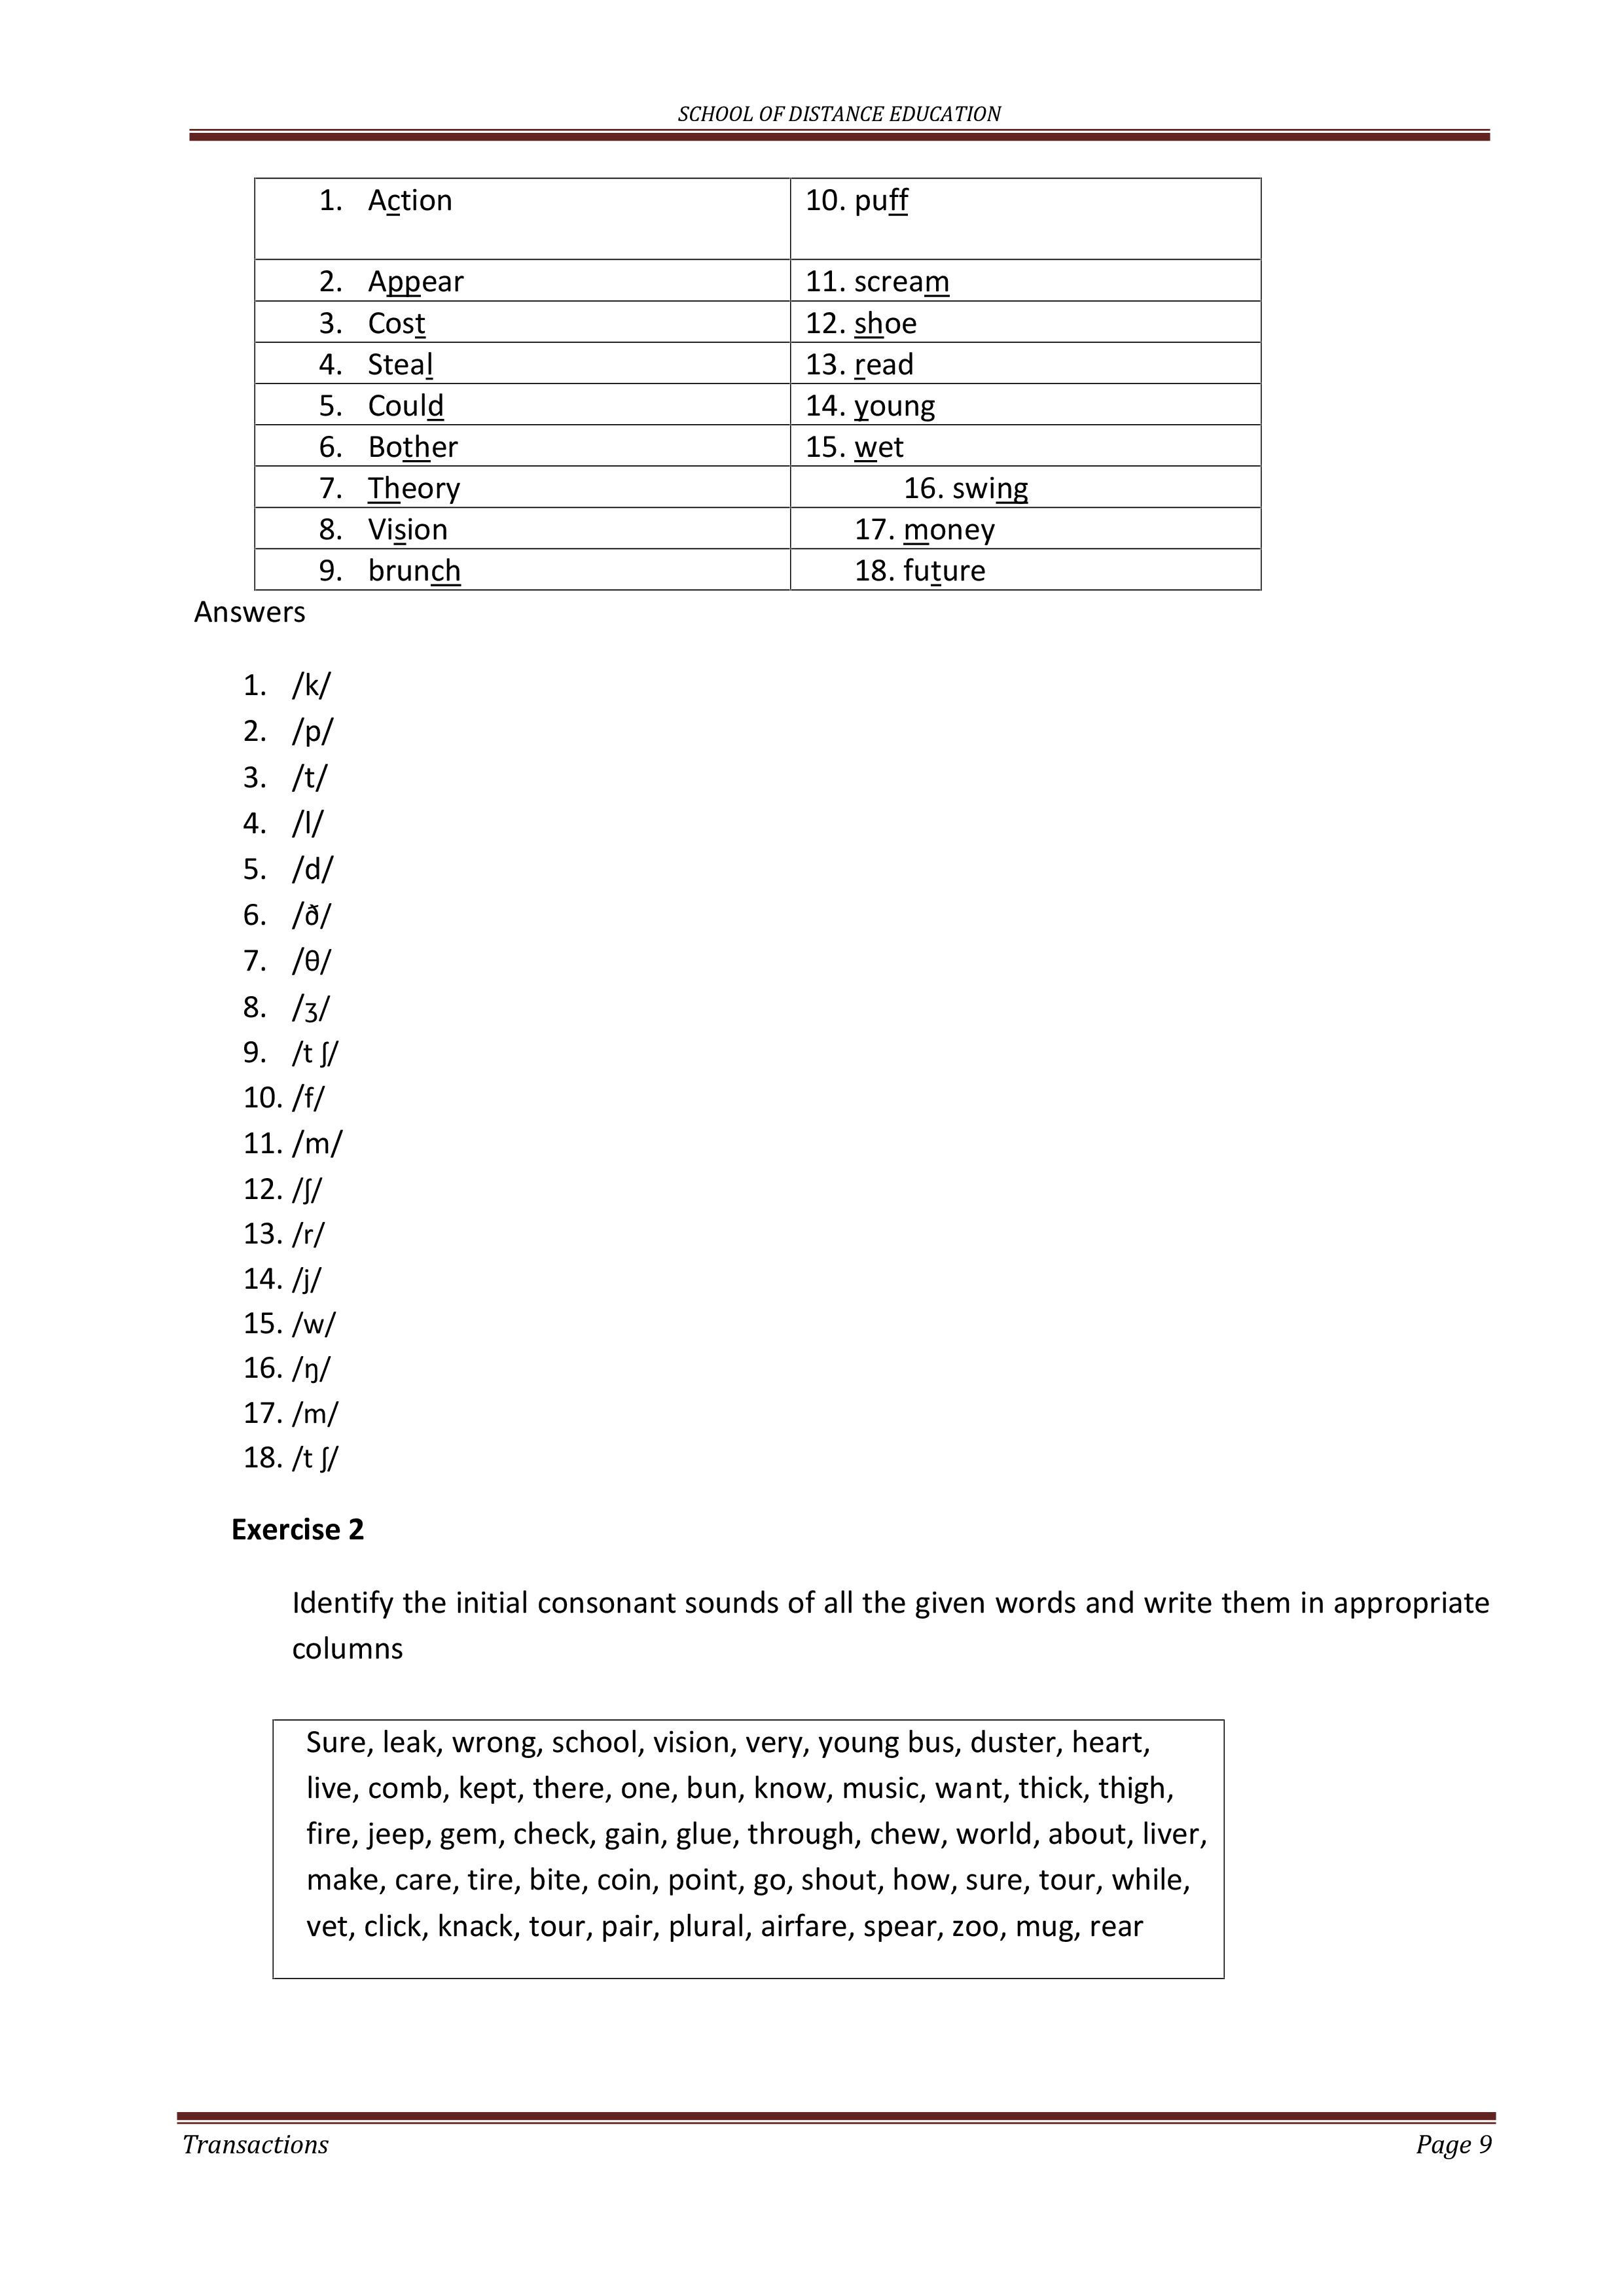 SCHOOL OF DISTANCE EDUCATION
1. Action 10. puff
2. Appear 11. scream
3. Cost 12. shoe
4. Steal 13. read
5. Could 14. young
6. Bother 15. wet
7. Theory 16. swing
8. Vision 17. money
9. brunch 18. future
Answers
1. /k/
2. /p/
3. /t/
4. /l/
5. /d/
6. /ð/
7. /θ/
8. /ʒ/
9. /t ʃ/
10. /f/
11. /m/
12. /ʃ/
13. /r/
14. /j/
15. /w/
16. /ŋ/
17. /m/
18. /t ʃ/
Exercise 2
Identify the initial consonant sounds of all the given words and write them in appropriate
columns
Sure, leak, wrong, school, vision, very, young bus, duster, heart,
live, comb, kept, there, one, bun, know, music, want, thick, thigh,
fire, jeep, gem, check, gain, glue, through, chew, world, about, liver,
make, care, tire, bite, coin, point, go, shout, how, sure, tour, while,
vet, click, knack, tour, pair, plural, airfare, spear, zoo, mug, rear
Transactions Page 9